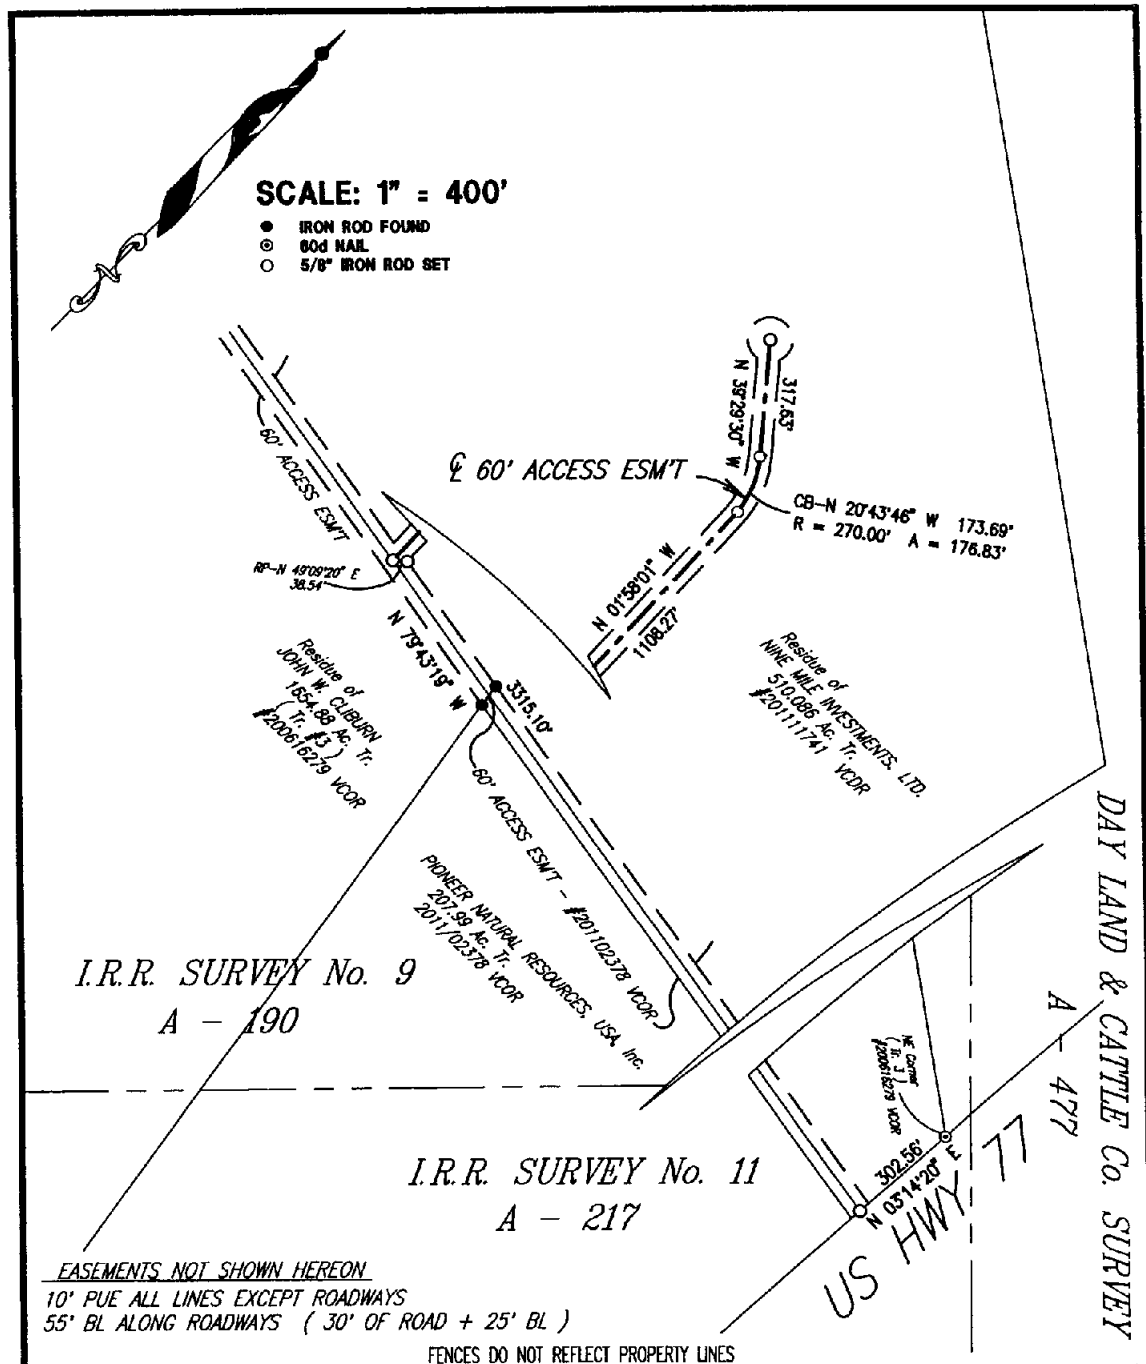 N
SCALE: 1" = 400'
IRON ROD FOUND
60d NAIL
5/8" IRON ROD SET
60' ACCESS ESM'T
℄ 60' ACCESS ESM'T
317.63'
N 39°29'30" W
CB-N 20°43'46" W 173.69'
R = 270.00' A = 176.83'
N 01°58'01" W
1108.27'
RP-N 49°09'20" E
38.54'
N 79°43'19" W
3315.10'
Residue of
JOHN W. CLIBURN
1654.88 Ac. Tr.
( Tr. #3 )
#200616279 VCOR
Residue of
NINE MILE INVESTMENTS, LTD.
510.086 Ac. Tr.
#201111741 VCDR
60' ACCESS ESM'T - #201102378 VCOR
PIONEER NATURAL RESOURCES, USA, Inc.
207.99 Ac. Tr.
2011/02378 VCOR
I.R.R. SURVEY No. 9
A - 190
DAY LAND & CATTLE Co. SURVEY
A - 477
NE Corner
( Tr. 3 )
#200616279 VCOR
302.56'
N 03°14'20" E
US HWY 77
I.R.R. SURVEY No. 11
A - 217
EASEMENTS NOT SHOWN HEREON
10' PUE ALL LINES EXCEPT ROADWAYS
55' BL ALONG ROADWAYS ( 30' OF ROAD + 25' BL )
FENCES DO NOT REFLECT PROPERTY LINES